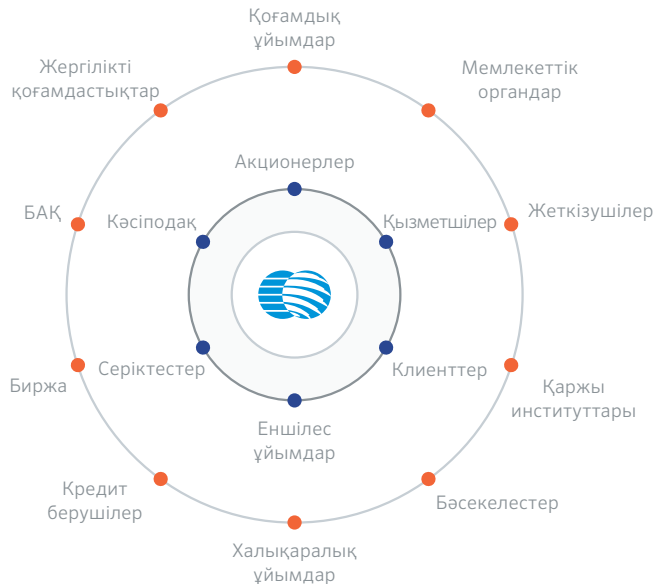 Қоғамдық
ұйымдар
Жергілікті
қоғамдастықтар
Мемлекеттік
органдар
Акционерлер
БАҚ
Кәсіподақ
Қызметшілер
Жеткізушілер
Серіктестер
Клиенттер
Биржа
Қаржы
институттары
Еншілес
ұйымдар
Кредит
берушілер
Бәсекелестер
Халықаралық
ұйымдар